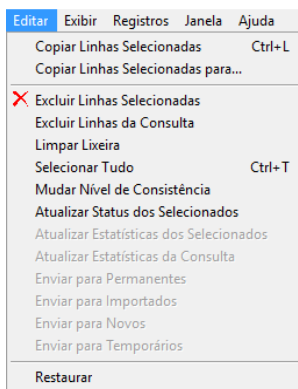 Editar Exibir Registros Janela Ajuda
Copiar Linhas Selecionadas Ctrl+L
Copiar Linhas Selecionadas para...
Excluir Linhas Selecionadas
Excluir Linhas da Consulta
Limpar Lixeira
Selecionar Tudo Ctrl+T
Mudar Nível de Consistência
Atualizar Status dos Selecionados
Atualizar Estatísticas dos Selecionados
Atualizar Estatísticas da Consulta
Enviar para Permanentes
Enviar para Importados
Enviar para Novos
Enviar para Temporários
Restaurar